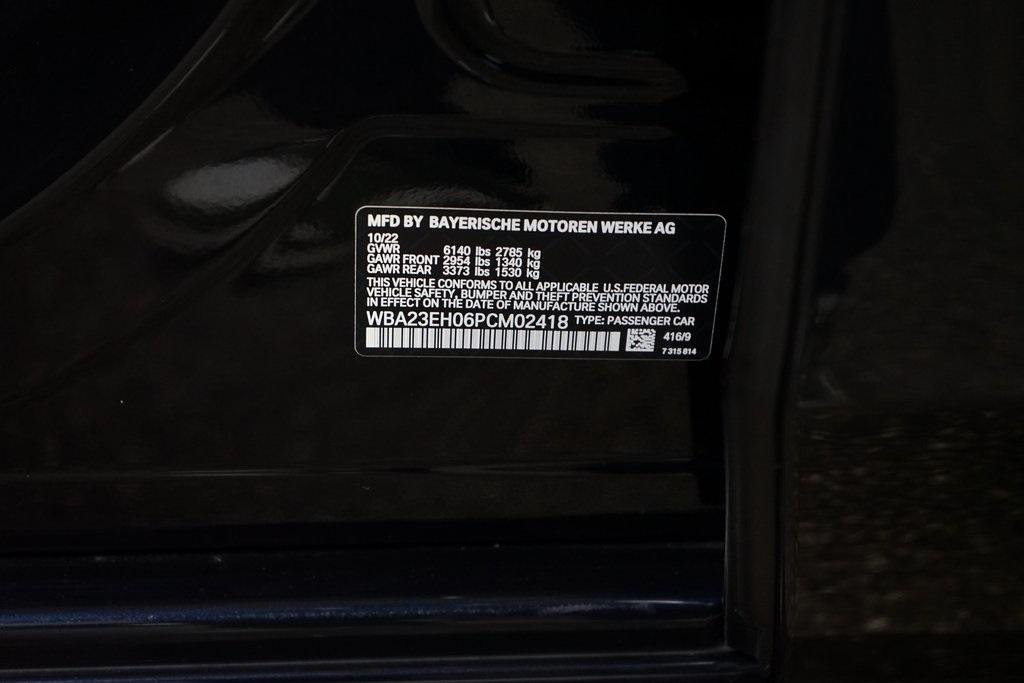 MFD BY BAYERISCHE MOTOREN WERKE AG
10/22
GVWR 6140 lbs 2785 kg
GAWR FRONT 2954 lbs 1340 kg
GAWR REAR 3373 lbs 1530 kg
THIS VEHICLE CONFORMS TO ALL APPLICABLE U.S.FEDERAL MOTOR
VEHICLE SAFETY, BUMPER AND THEFT PREVENTION STANDARDS
IN EFFECT ON THE DATE OF MANUFACTURE SHOWN ABOVE.
WBA23EH06PCM02418 TYPE: PASSENGER CAR
416/9
7 315 814